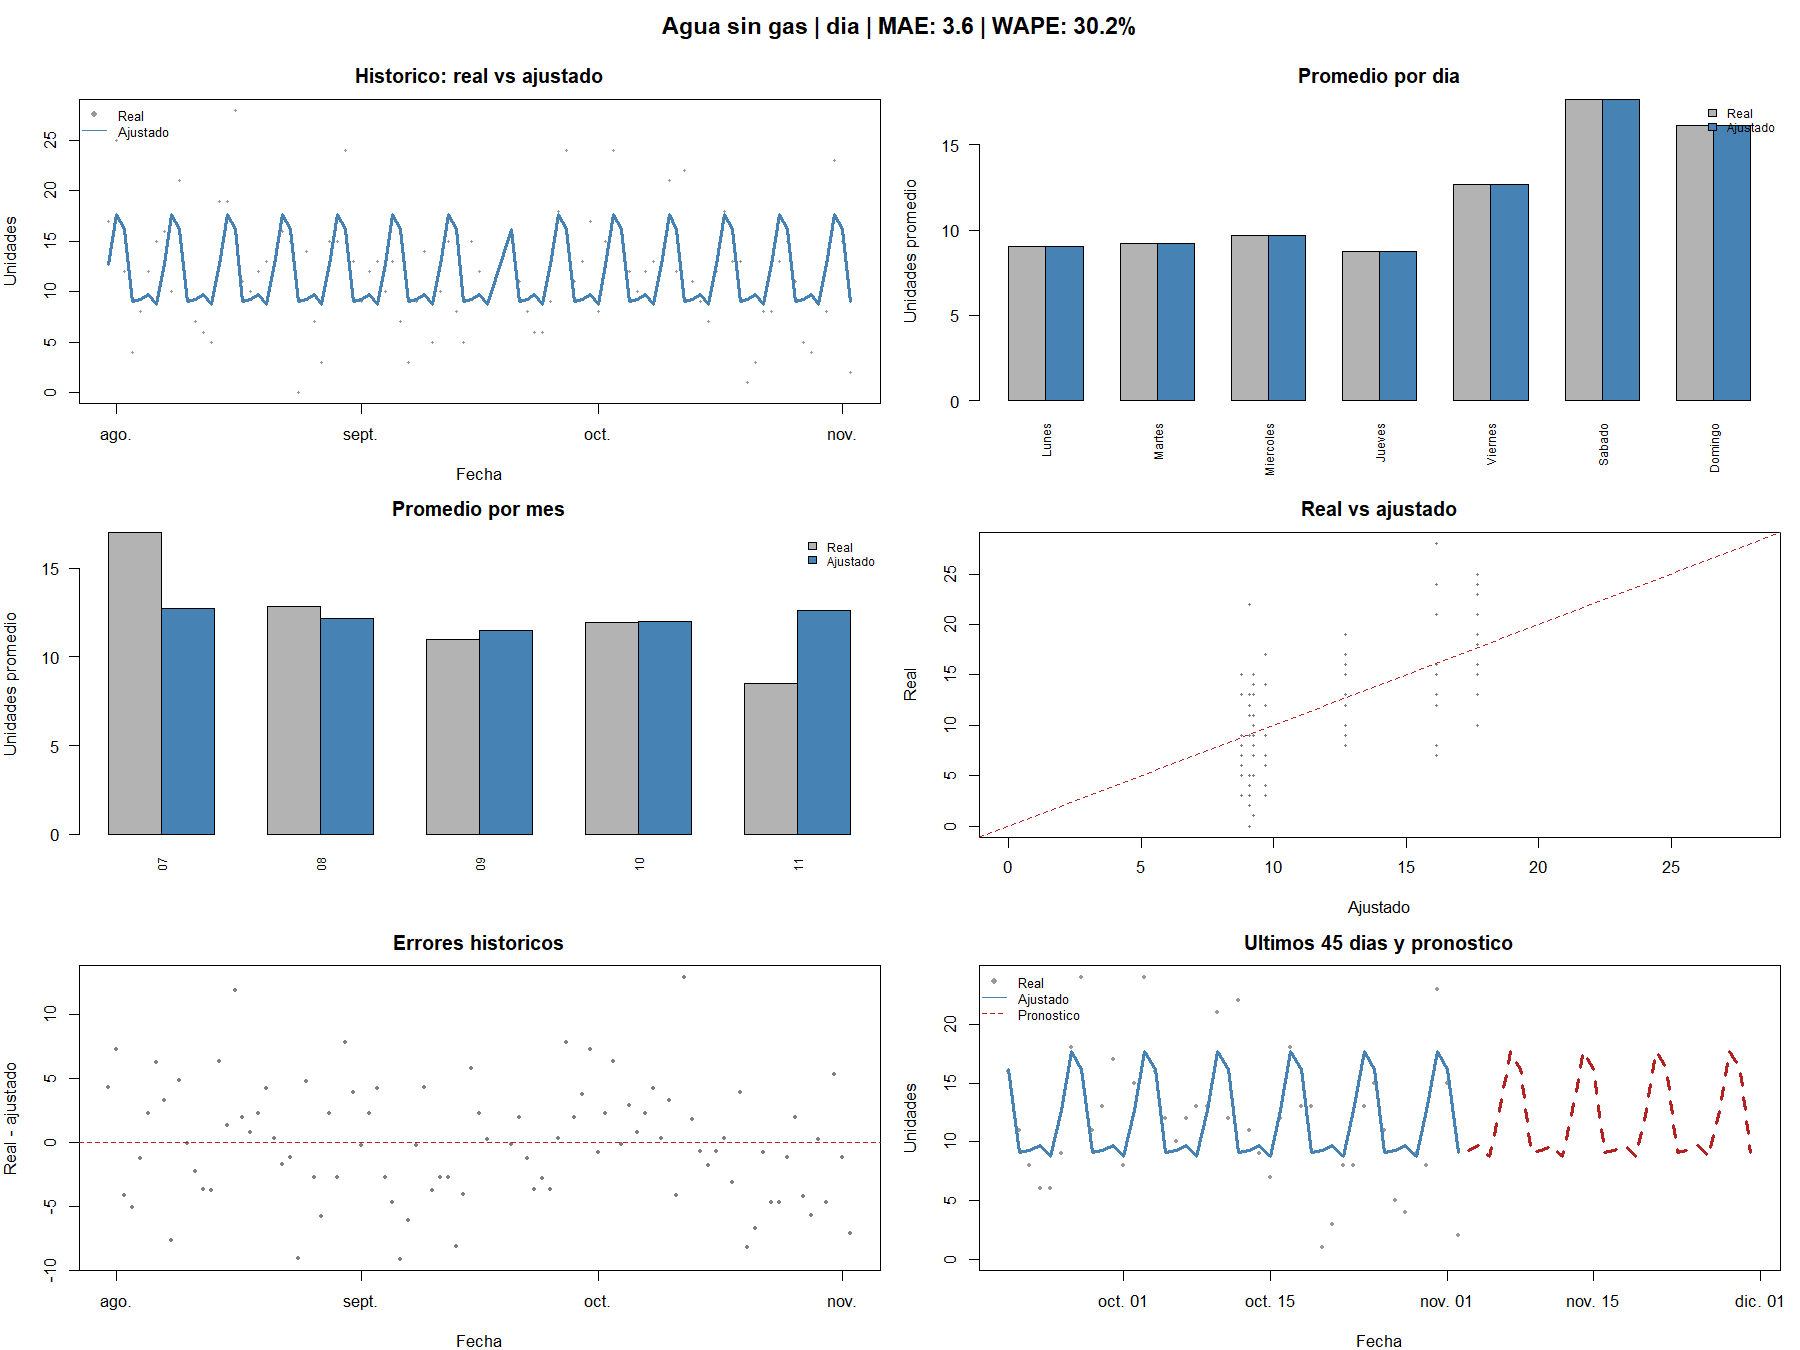 Agua sin gas | dia | MAE: 3.6 | WAPE: 30.2%
Historico: real vs ajustado
Real
Ajustado
Unidades
0
5
10
15
20
25
ago.
sept.
oct.
nov.
Fecha
Promedio por dia
Real
Ajustado
Unidades promedio
0
5
10
15
Lunes
Martes
Miercoles
Jueves
Viernes
Sabado
Domingo
Promedio por mes
Real
Ajustado
Unidades promedio
0
5
10
15
07
08
09
10
11
Real vs ajustado
Real
0
5
10
15
20
25
0
5
10
15
20
25
Ajustado
Errores historicos
Real - ajustado
-10
-5
0
5
10
ago.
sept.
oct.
nov.
Fecha
Ultimos 45 dias y pronostico
Real
Ajustado
Pronostico
Unidades
0
5
10
15
20
oct. 01
oct. 15
nov. 01
nov. 15
dic. 01
Fecha